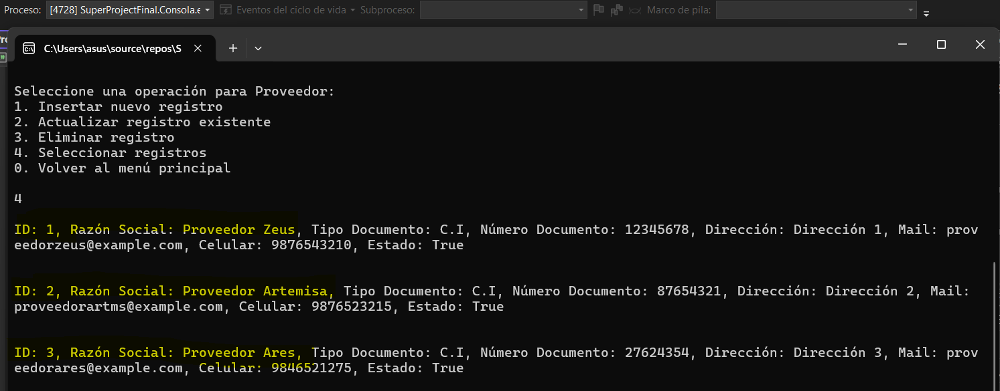 Proceso: [4728] SuperProjectFinal.Consola.e Eventos del ciclo de vida Subproceso: Marco de pila:
C:\Users\asus\source\repos\S
Seleccione una operación para Proveedor:
1. Insertar nuevo registro
2. Actualizar registro existente
3. Eliminar registro
4. Seleccionar registros
0. Volver al menú principal
4
ID: 1, Razón Social: Proveedor Zeus, Tipo Documento: C.I, Número Documento: 12345678, Dirección: Dirección 1, Mail: prov
eedorzeus@example.com, Celular: 9876543210, Estado: True
ID: 2, Razón Social: Proveedor Artemisa, Tipo Documento: C.I, Número Documento: 87654321, Dirección: Dirección 2, Mail:
proveedorartms@example.com, Celular: 9876523215, Estado: True
ID: 3, Razón Social: Proveedor Ares, Tipo Documento: C.I, Número Documento: 27624354, Dirección: Dirección 3, Mail: prov
eedorares@example.com, Celular: 9846521275, Estado: True